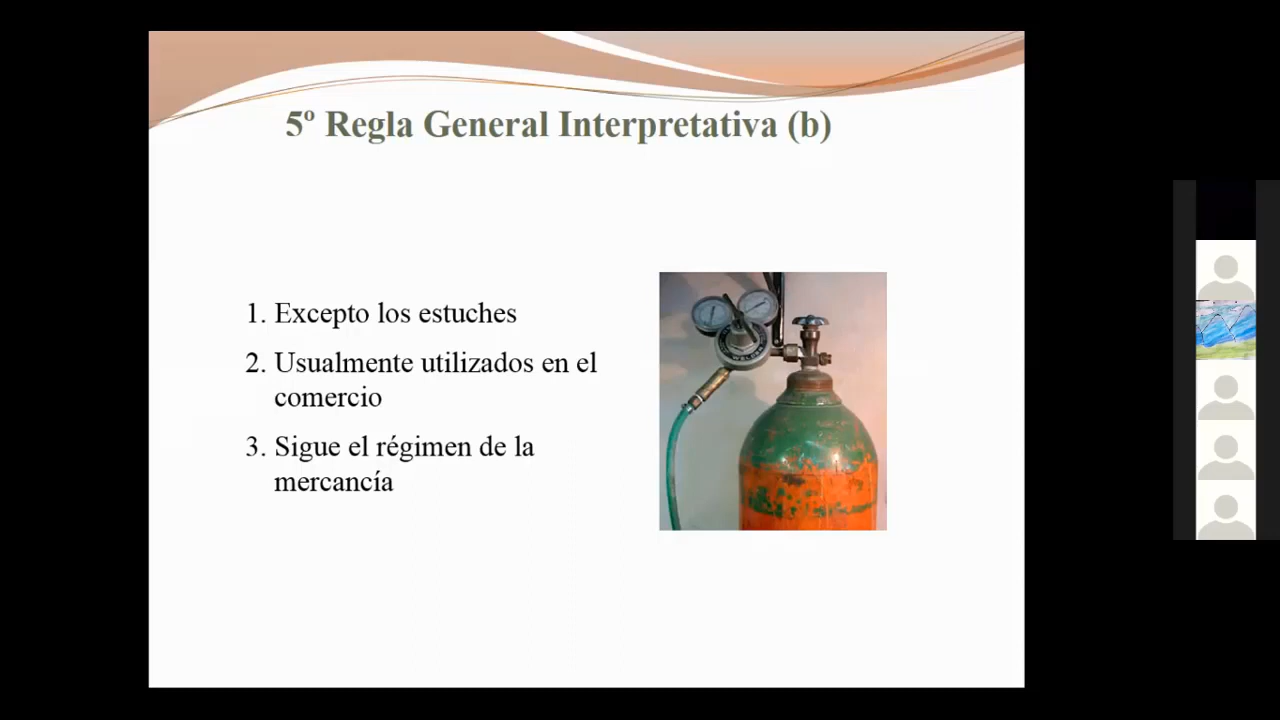 5º Regla General Interpretativa (b)
1. Excepto los estuches
2. Usualmente utilizados en el
comercio
3. Sigue el régimen de la
mercancía